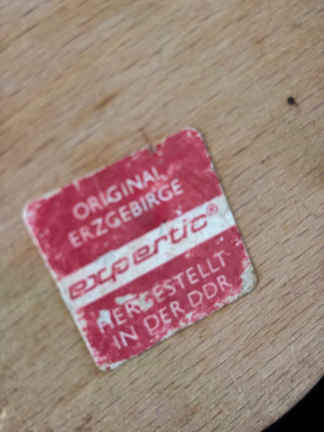 ORIGINAL
ERZGEBIRGE
expertic®
HERGESTELLT
IN DER DDR